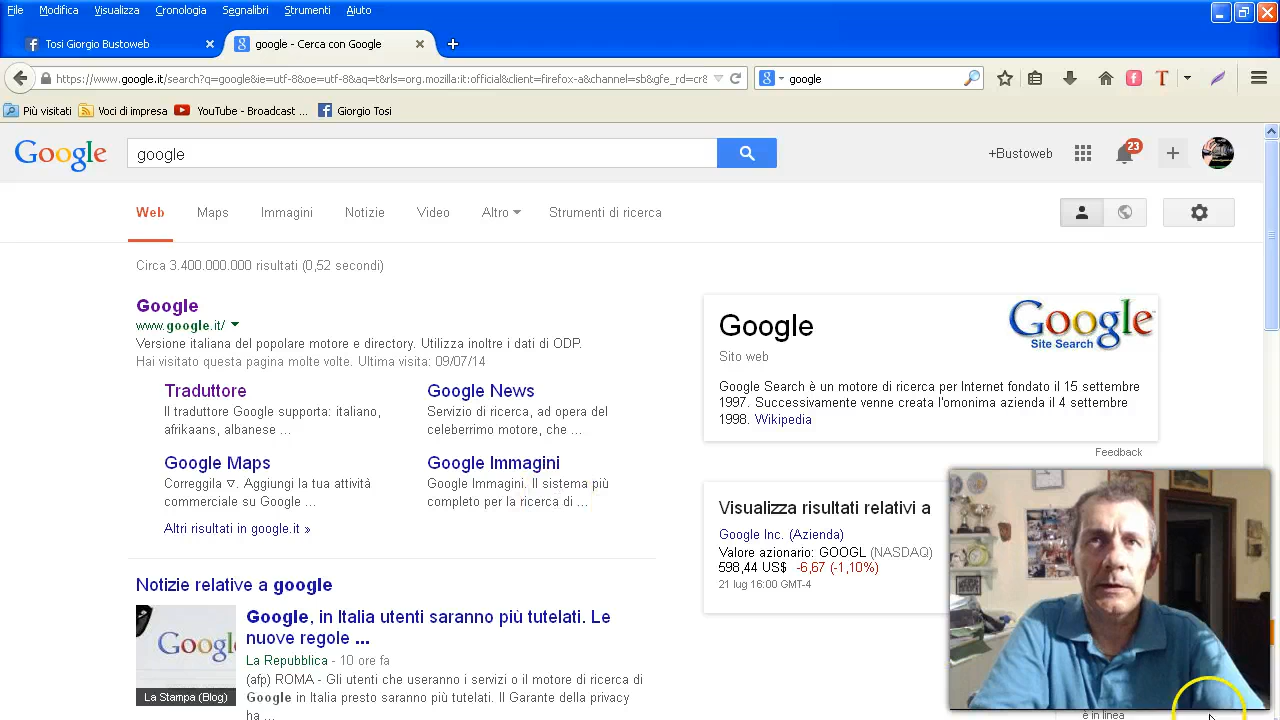 File Modifica Visualizza Cronologia Segnalibri Strumenti Aiuto
Tosi Giorgio Bustoweb
google - Cerca con Google
https://www.google.it/search?q=google&ie=utf-8&oe=utf-8&aq=t&rls=org.mozilla:it:official&client=firefox-a&channel=sb&gfe_rd=cr8
google
Più visitati Voci di impresa YouTube - Broadcast ... Giorgio Tosi
Google
google
+Bustoweb
23
Web Maps Immagini Notizie Video Altro Strumenti di ricerca
Circa 3.400.000.000 risultati (0,52 secondi)
Google
www.google.it/
Versione italiana del popolare motore e directory. Utilizza inoltre i dati di ODP.
Hai visitato questa pagina molte volte. Ultima visita: 09/07/14
Traduttore
Il traduttore Google supporta: italiano,
afrikaans, albanese ...
Google News
Servizio di ricerca, ad opera del
celeberrimo motore, che ...
Google Maps
Correggila ▿. Aggiungi la tua attività
commerciale su Google ...
Google Immagini
Google Immagini. Il sistema più
completo per la ricerca di ...
Altri risultati in google.it »
Notizie relative a google
Google
La Stampa (Blog)
Google, in Italia utenti saranno più tutelati. Le
nuove regole ...
La Repubblica - 10 ore fa
(afp) ROMA - Gli utenti che useranno i servizi o il motore di ricerca di
Google in Italia presto saranno più tutelati. Il Garante della privacy
ha ...
Google
Sito web
Google
Site Search
Google Search è un motore di ricerca per Internet fondato il 15 settembre
1997. Successivamente venne creata l'omonima azienda il 4 settembre
1998. Wikipedia
Feedback
Visualizza risultati relativi a
Google Inc. (Azienda)
Valore azionario: GOOGL (NASDAQ)
598,44 US$ -6,67 (-1,10%)
21 lug 16:00 GMT-4
è in linea